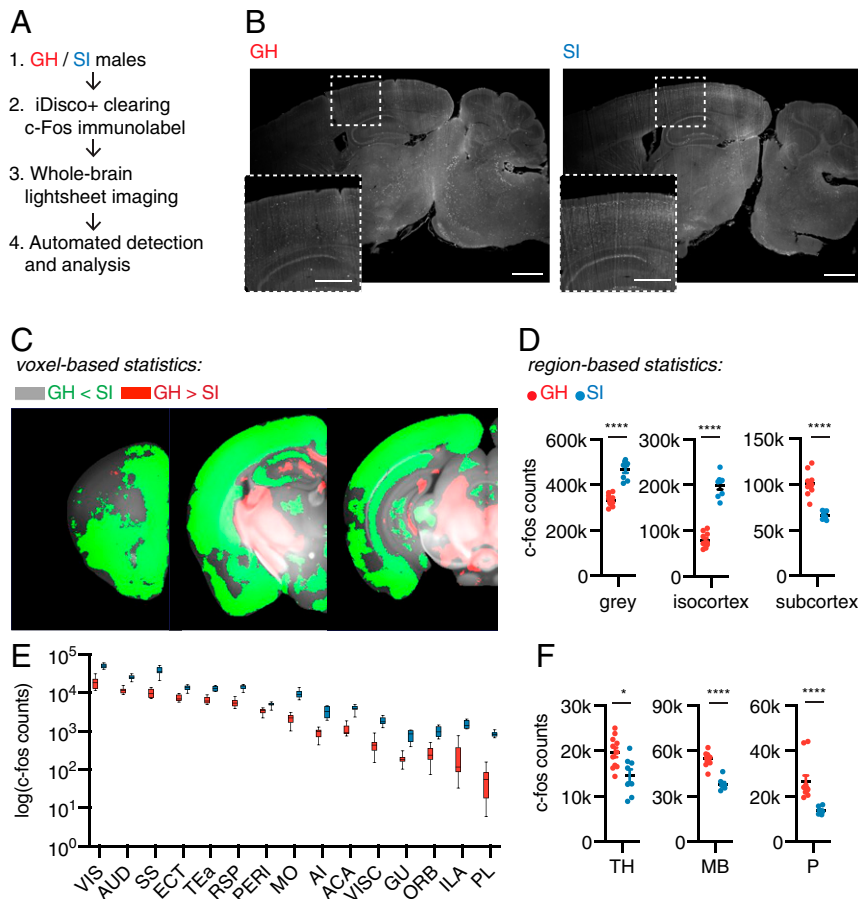 A
1. GH / SI males
2. iDisco+ clearing
c-Fos immunolabel
3. Whole-brain
lightsheet imaging
4. Automated detection
and analysis
B
GH
SI
C
voxel-based statistics:
GH < SI GH > SI
D
region-based statistics:
GH SI
c-fos counts
600k
400k
200k
0
****
grey
300k
200k
100k
0
****
isocortex
150k
100k
50k
0
****
subcortex
E
log(c-fos counts)
10^5
10^4
10^3
10^2
10^1
10^0
VIS
AUD
SS
ECT
TEa
RSP
PERI
MO
AI
ACA
VISC
GU
ORB
ILA
PL
F
c-fos counts
30k
20k
10k
0
*
TH
90k
60k
30k
0
****
MB
60k
40k
20k
0
****
P